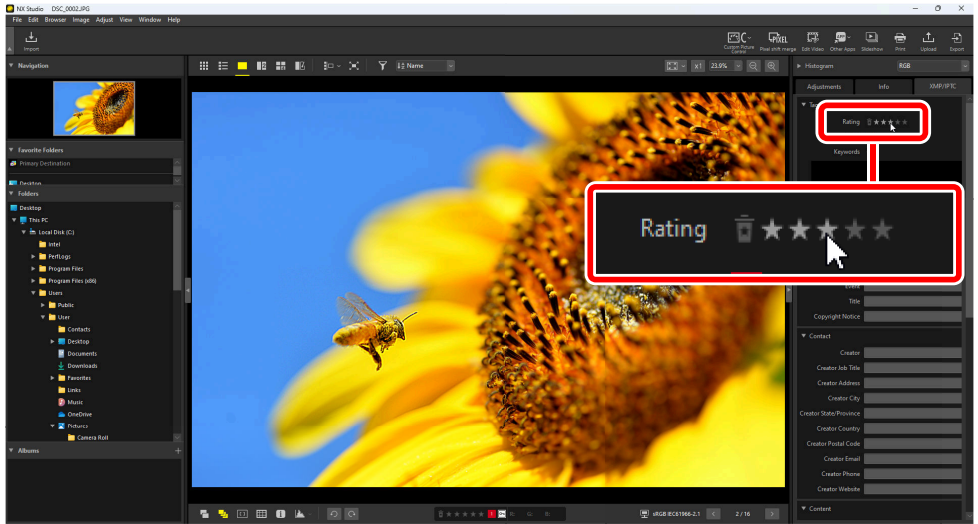 NX Studio DSC_0002.JPG
File Edit Browser Image Adjust View Window Help
Import
Custom Picture Control
Pixel shift merge
Edit Video
Other Apps
Slideshow
Print
Upload
Export
Navigation
Name
23.9%
Histogram
RGB
Adjustments
Info
XMP/IPTC
Rating
Keywords
Rating
Favorite Folders
Primary Destination
Desktop
Folders
Desktop
This PC
Local Disk (C:)
Intel
PerfLogs
Program Files
Program Files (x86)
Users
Public
User
Contacts
Desktop
Documents
Downloads
Favorites
Links
Music
OneDrive
Pictures
Camera Roll
Albums
Event
Title
Copyright Notice
Contact
Creator
Creator Job Title
Creator Address
Creator City
Creator State/Province
Creator Country
Creator Postal Code
Creator Email
Creator Phone
Creator Website
Content
R: G: B:
sRGB IEC61966-2.1
2 / 16